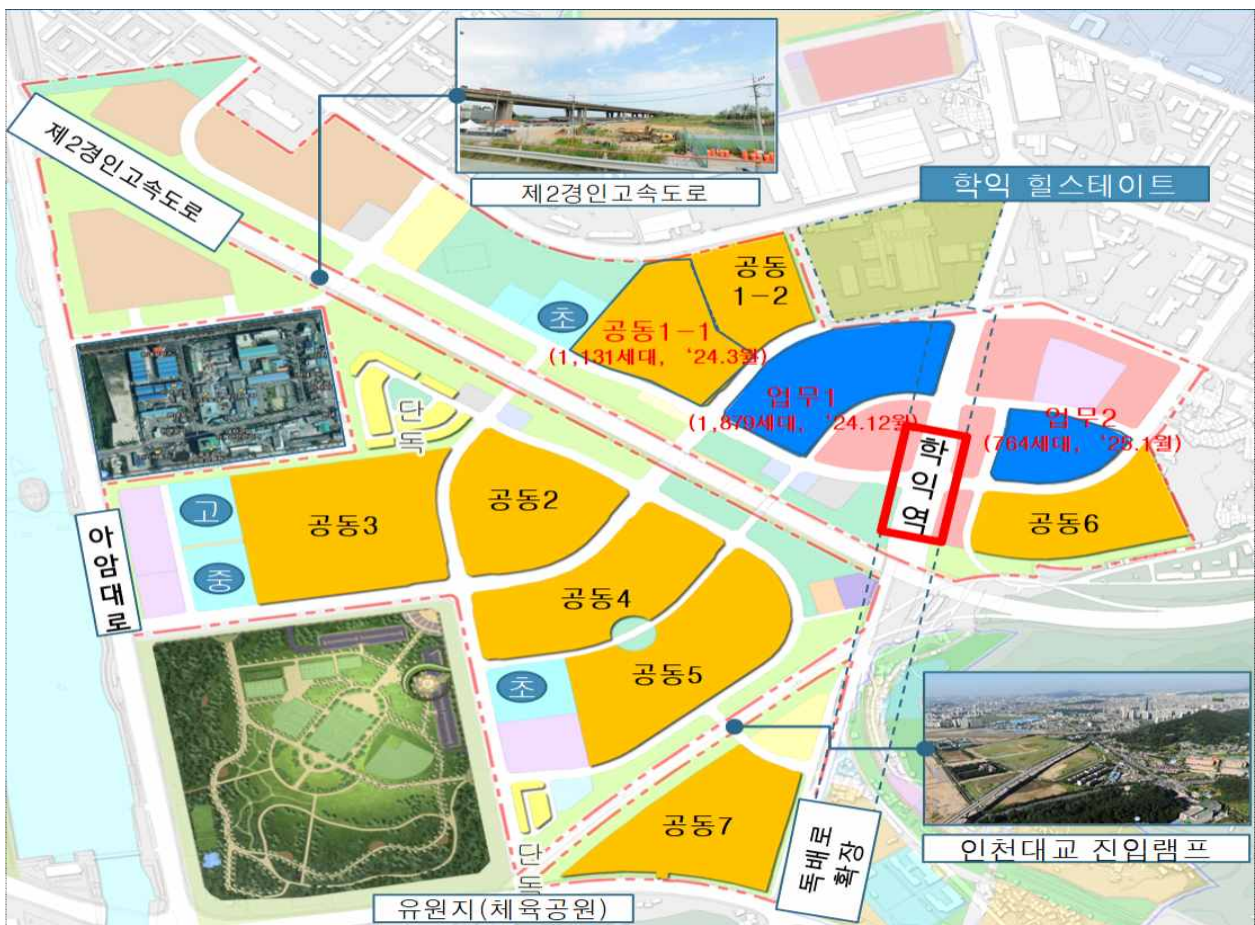 제2경인고속도로
제2경인고속도로
학익 힐스테이트
공동
1-2
초
공동1-1
(1,131세대, ‘24.3월)
업무1
(1,879세대, ‘24.12월)
업무2
(764세대, ‘25.1월)
단독
학익역
공동2
공동3
고
공동6
아암대로
중
공동4
초
공동5
공동7
독배로
확장
단독
인천대교 진입램프
유원지(체육공원)